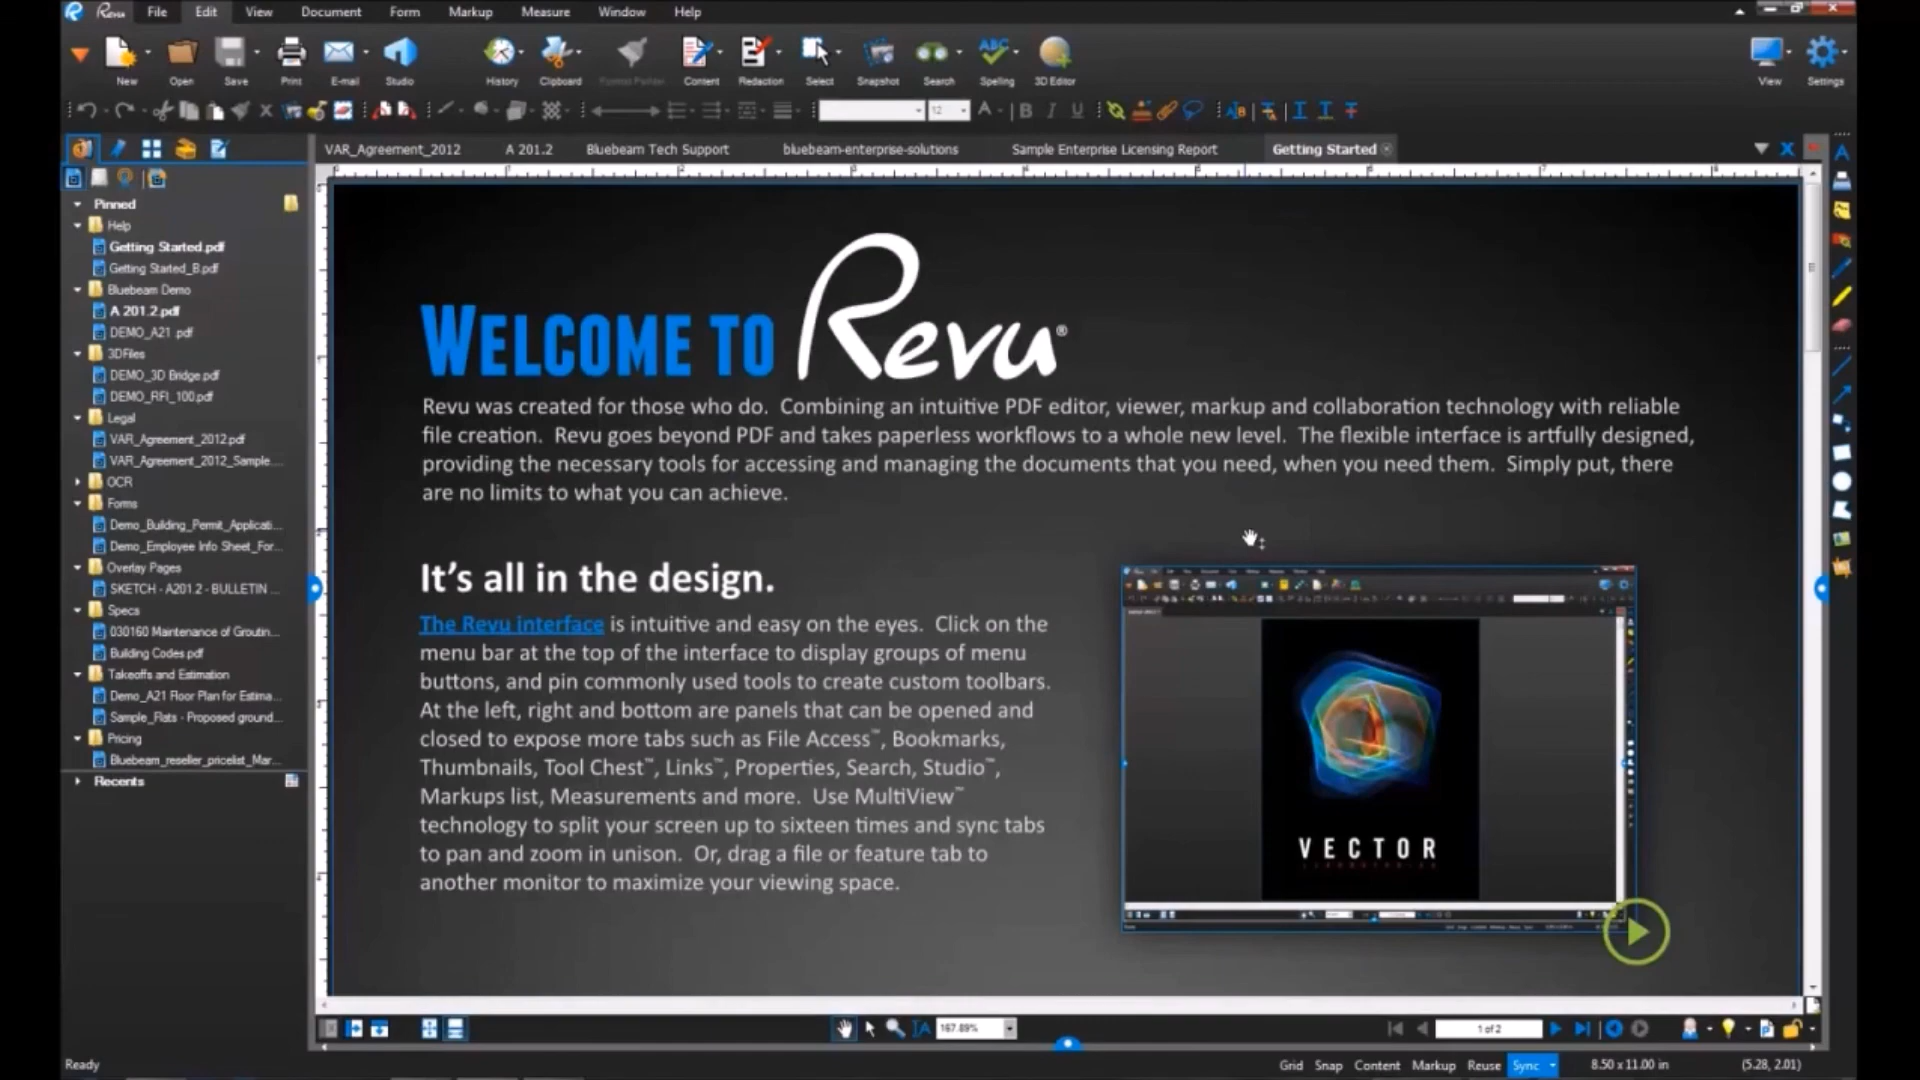 Revu File Edit View Document Form Markup Measure Window Help
New Open Save Print E-mail Studio History Clipboard Format Painter Content Redaction Select Snapshot Search Spelling 3D Editor View Settings
12 A B I U
VAR_Agreement_2012 A 201.2 Bluebeam Tech Support bluebeam-enterprise-solutions Sample Enterprise Licensing Report Getting Started
Pinned
Help
Getting Started.pdf
Getting Started_B.pdf
Bluebeam Demo
A 201.2.pdf
DEMO_A21 .pdf
3DFiles
DEMO_3D Bridge.pdf
DEMO_RFI_100.pdf
Legal
VAR_Agreement_2012.pdf
VAR_Agreement_2012_Sample....
OCR
Forms
Demo_Building_Permit_Applicati...
Demo_Employee Info Sheet_For...
Overlay Pages
SKETCH - A201.2 - BULLETIN ...
Specs
030160 Maintenance of Groutin...
Building Codes.pdf
Takeoffs and Estimation
Demo_A21 Floor Plan for Estima...
Sample_Flats - Proposed ground...
Pricing
Bluebeam_reseller_pricelist_Mar...
Recents
WELCOME TO Revu®
Revu was created for those who do. Combining an intuitive PDF editor, viewer, markup and collaboration technology with reliable
file creation. Revu goes beyond PDF and takes paperless workflows to a whole new level. The flexible interface is artfully designed,
providing the necessary tools for accessing and managing the documents that you need, when you need them. Simply put, there
are no limits to what you can achieve.
It's all in the design.
The Revu interface is intuitive and easy on the eyes. Click on the
menu bar at the top of the interface to display groups of menu
buttons, and pin commonly used tools to create custom toolbars.
At the left, right and bottom are panels that can be opened and
closed to expose more tabs such as File Access™, Bookmarks,
Thumbnails, Tool Chest™, Links™, Properties, Search, Studio™,
Markups list, Measurements and more. Use MultiView™
technology to split your screen up to sixteen times and sync tabs
to pan and zoom in unison. Or, drag a file or feature tab to
another monitor to maximize your viewing space.
VECTOR
167.89% 1 of 2
Ready Grid Snap Content Markup Reuse Sync 8.50 x 11.00 in (5.28, 2.01)